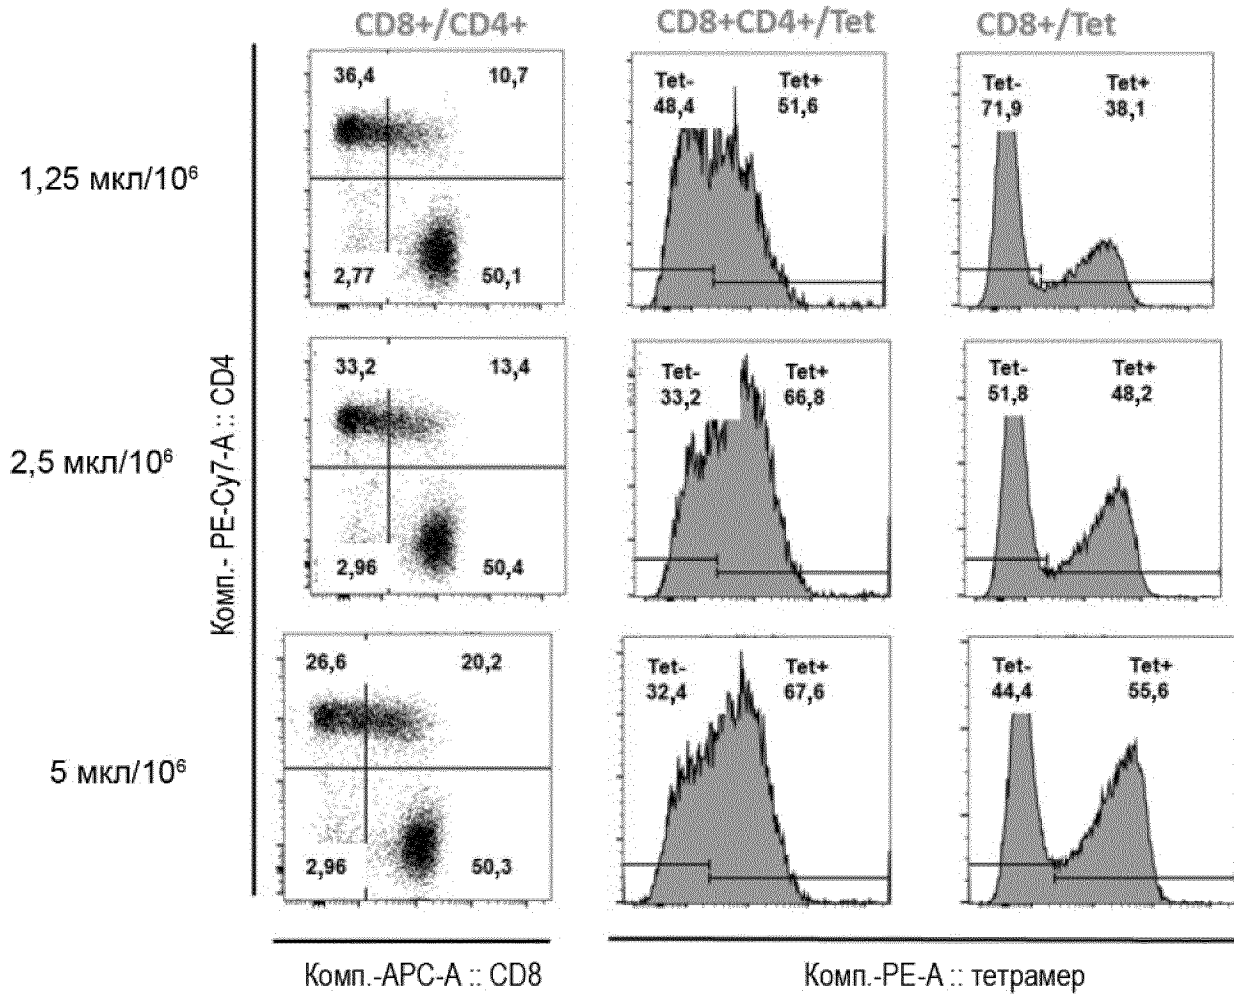 CD8+/CD4+
CD8+CD4+/Tet
CD8+/Tet
1,25 мкл/10⁶
36,4
10,7
2,77
50,1
Tet-
48,4
Tet+
51,6
Tet-
71,9
Tet+
38,1
2,5 мкл/10⁶
33,2
13,4
2,96
50,4
Tet-
33,2
Tet+
66,8
Tet-
51,8
Tet+
48,2
5 мкл/10⁶
26,6
20,2
2,96
50,3
Tet-
32,4
Tet+
67,6
Tet-
44,4
Tet+
55,6
Комп.- PE-Cy7-A :: CD4
Комп.-APC-A :: CD8
Комп.-PE-A :: тетрамер